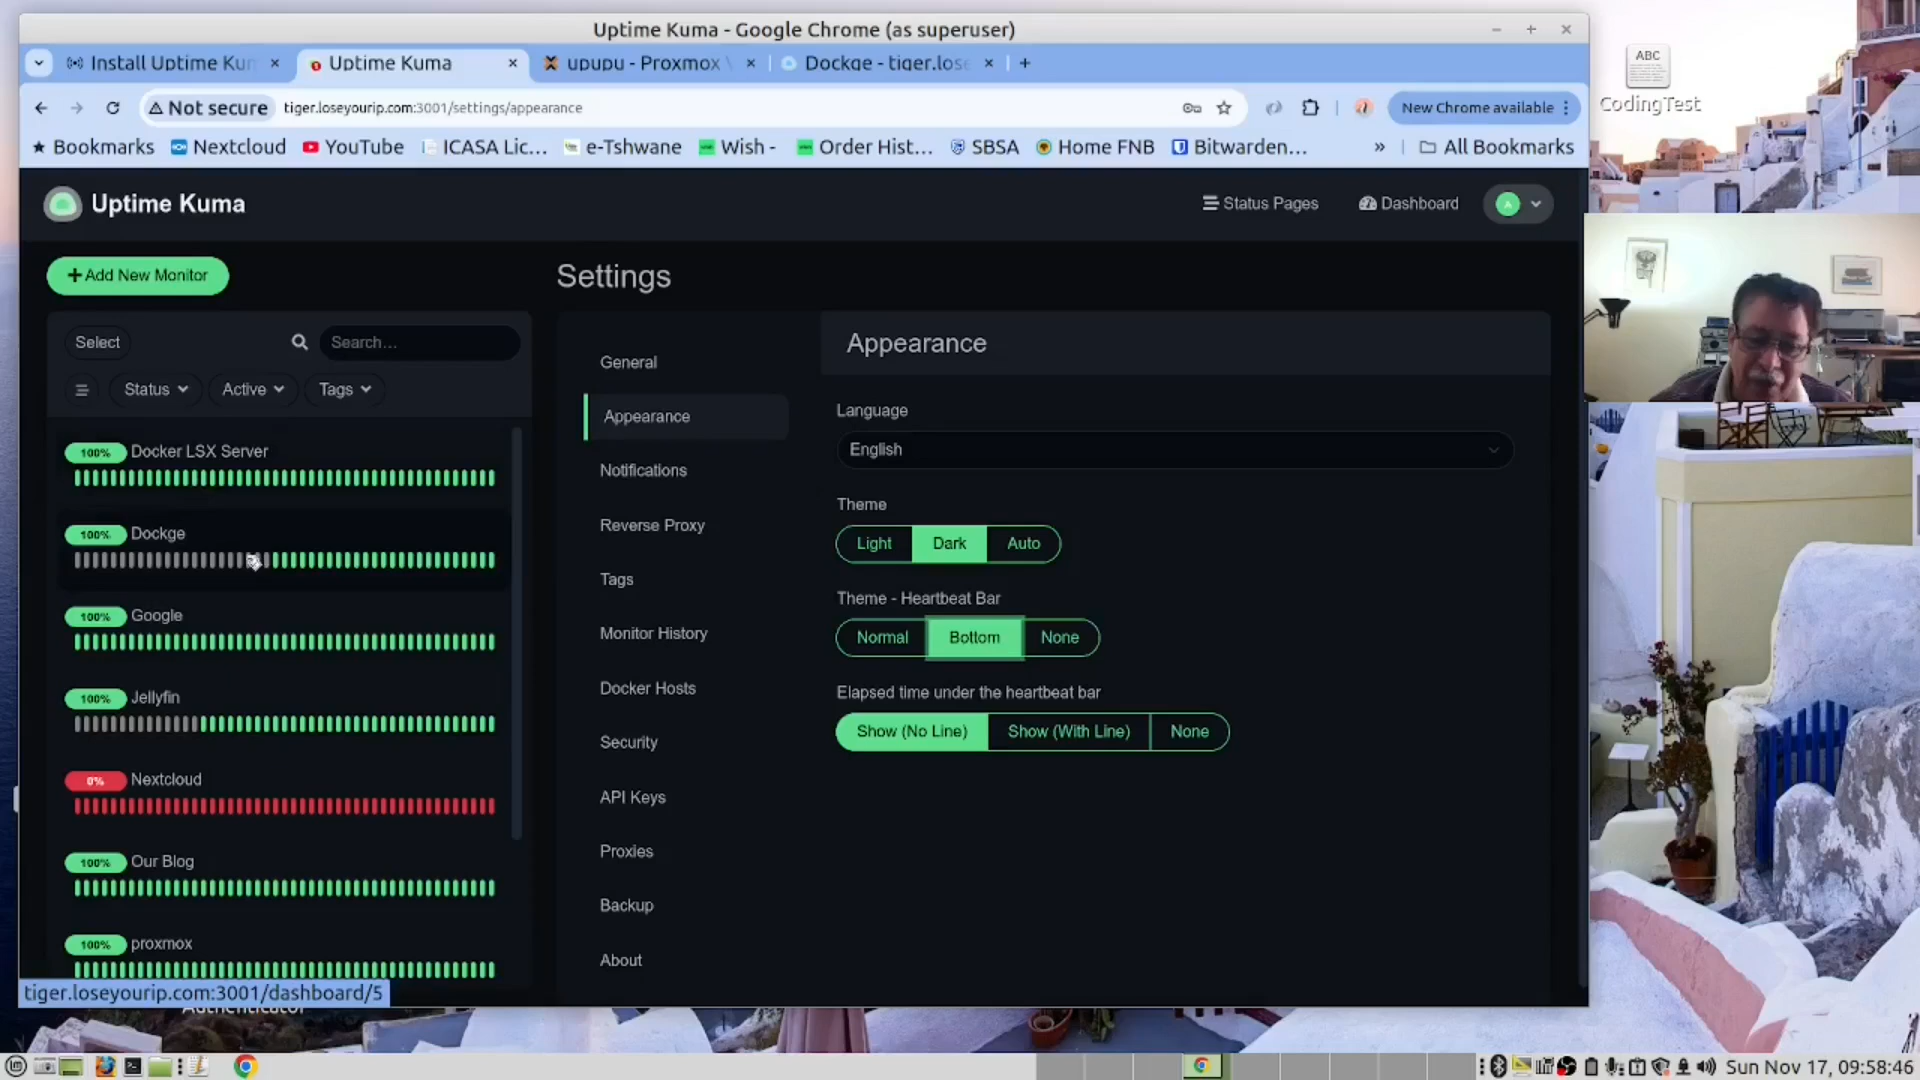 Uptime Kuma - Google Chrome (as superuser)
Install Uptime Kum
Uptime Kuma
upupu - Proxmox
Dockge - tiger.lose
Not secure
tiger.loseyourip.com:3001/settings/appearance
New Chrome available
Bookmarks
Nextcloud
YouTube
ICASA Lic...
e-Tshwane
Wish -
Order Hist...
SBSA
Home FNB
Bitwarden...
»
All Bookmarks
ABC
CodingTest
Uptime Kuma
Status Pages
Dashboard
A
+ Add New Monitor
Select
Search...
Status
Active
Tags
100% Docker LSX Server
100% Dockge
100% Google
100% Jellyfin
0% Nextcloud
100% Our Blog
100% proxmox
Settings
General
Appearance
Notifications
Reverse Proxy
Tags
Monitor History
Docker Hosts
Security
API Keys
Proxies
Backup
About
Appearance
Language
English
Theme
Light
Dark
Auto
Theme - Heartbeat Bar
Normal
Bottom
None
Elapsed time under the heartbeat bar
Show (No Line)
Show (With Line)
None
tiger.loseyourip.com:3001/dashboard/5
Authenticator
Sun Nov 17, 09:58:46